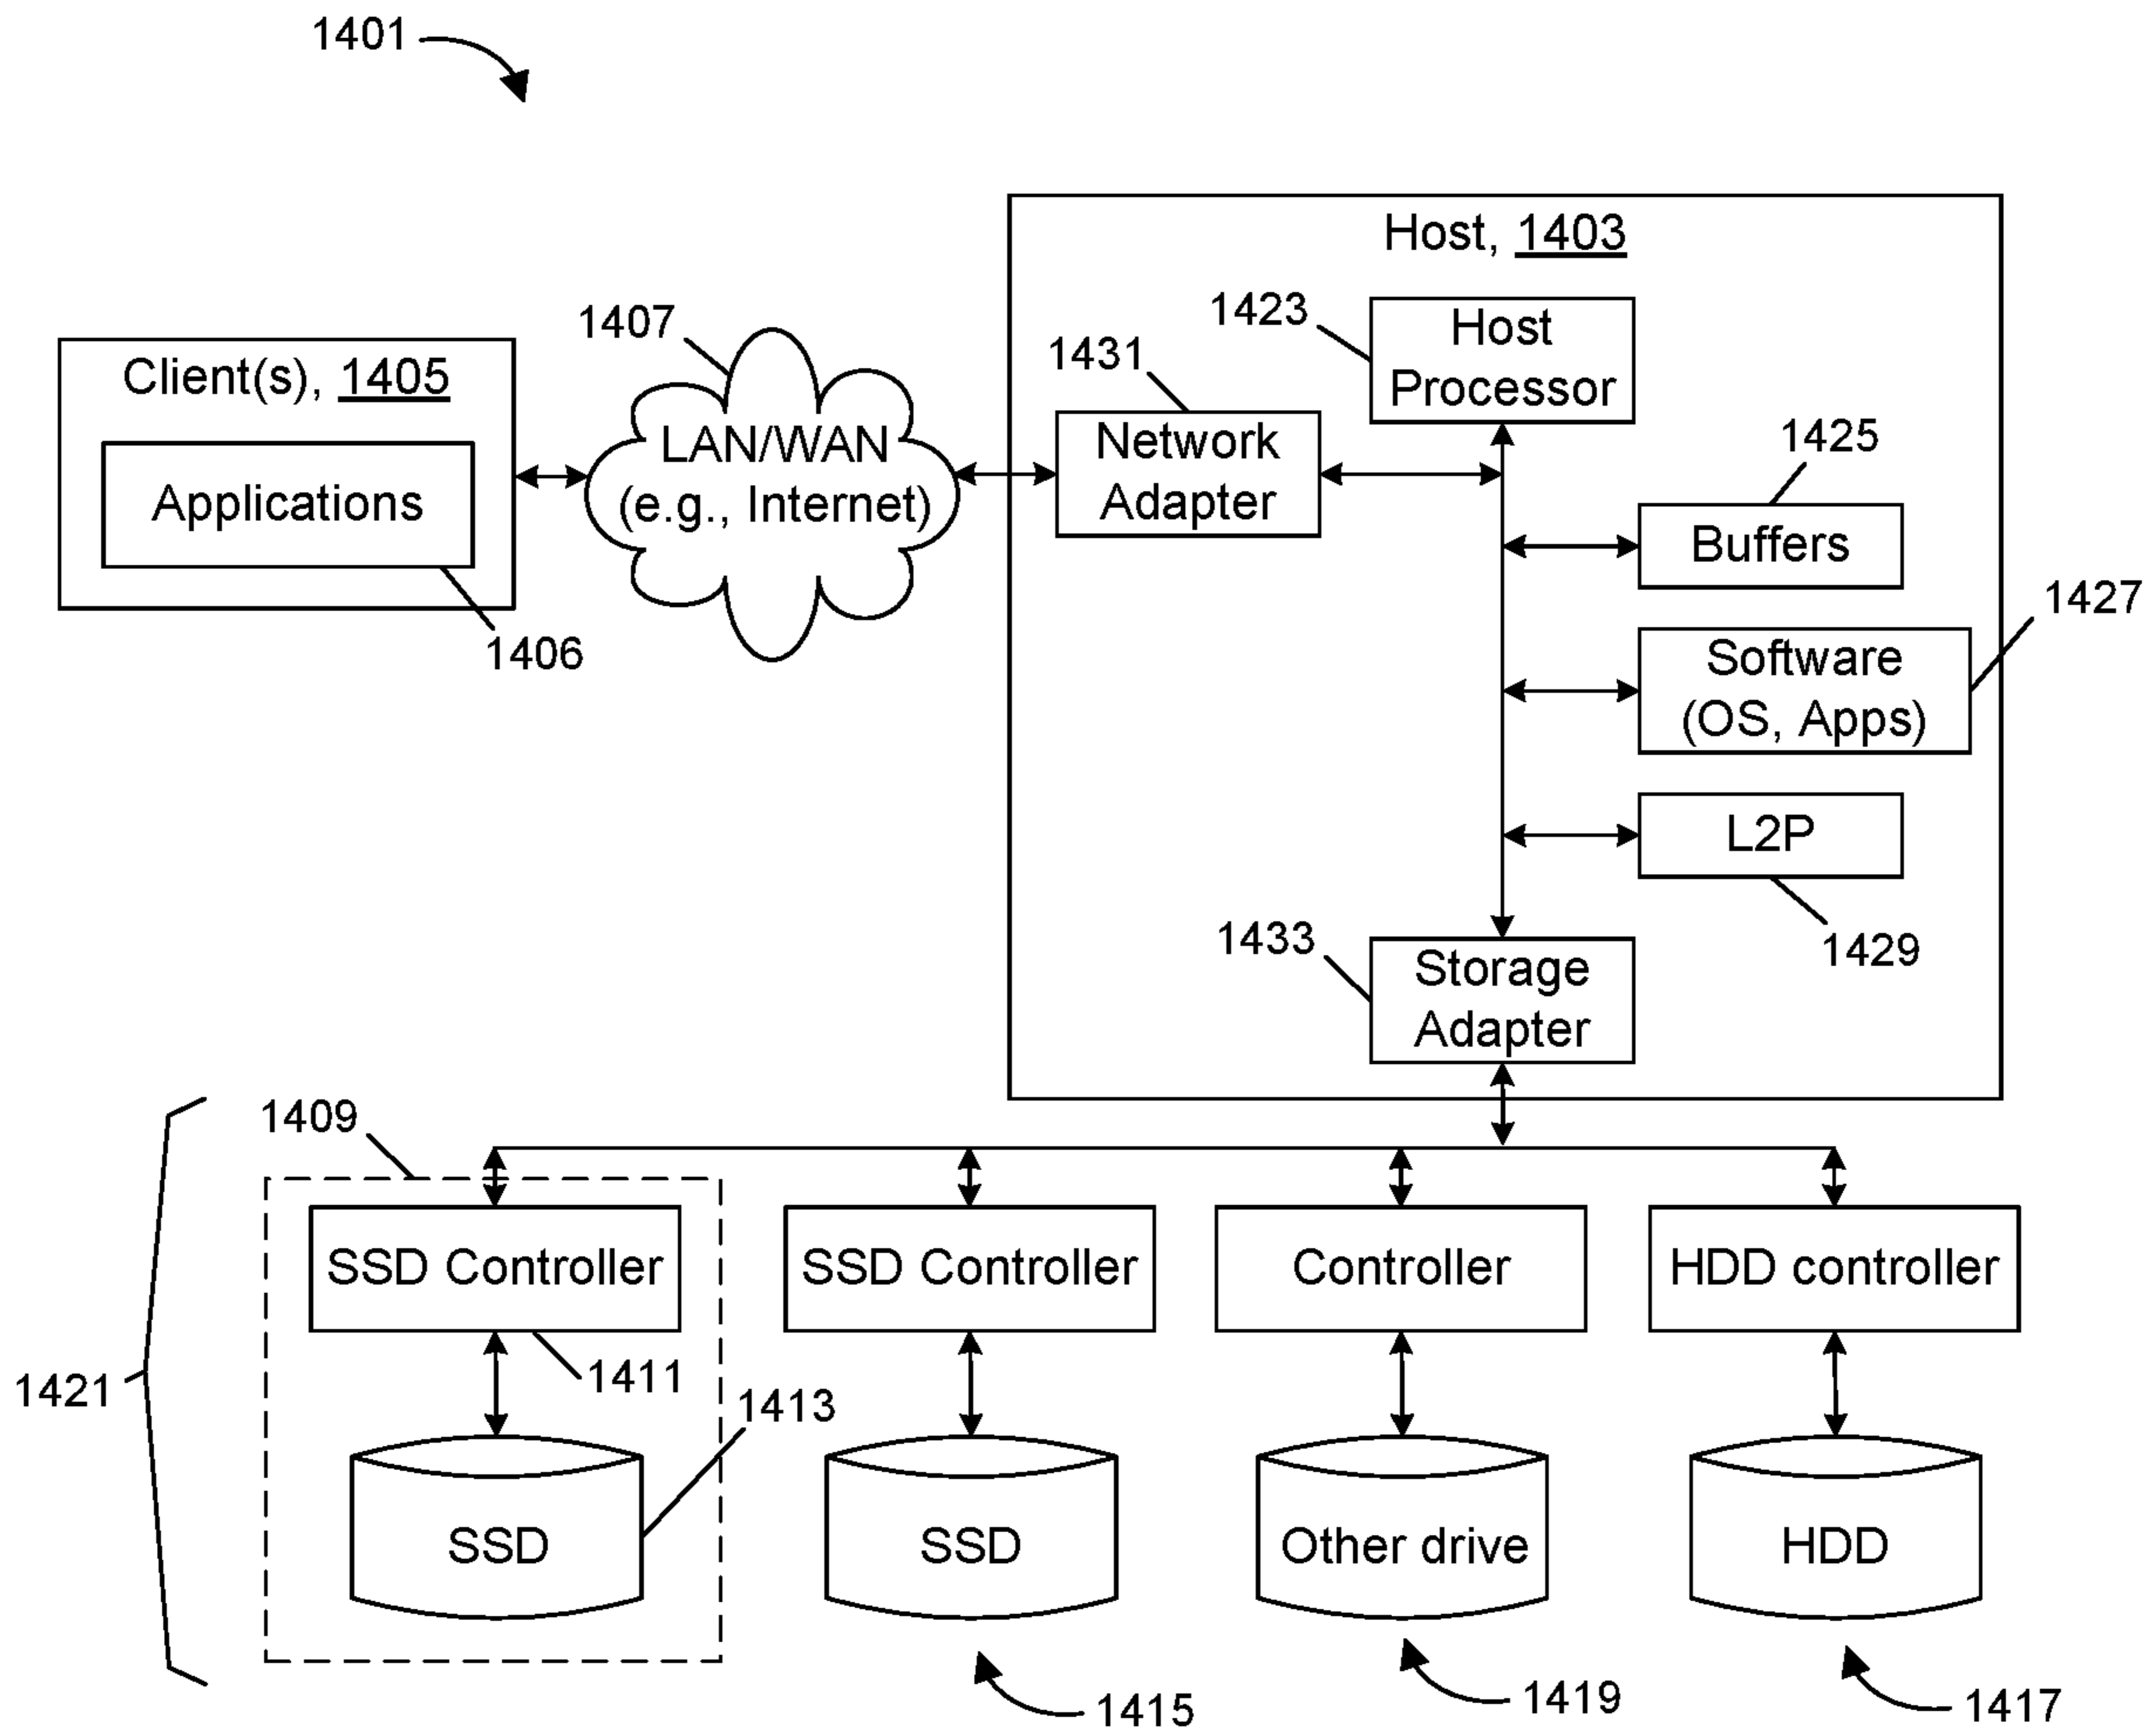 1401
Host, 1403
1423
Host
Processor
1407
1431
Client(s), 1405
Applications
1406
LAN/WAN
(e.g., Internet)
Network
Adapter
1425
Buffers
1427
Software
(OS, Apps)
L2P
1429
1433
Storage
Adapter
1409
SSD Controller
SSD Controller
Controller
HDD controller
1411
1421
1413
SSD
SSD
Other drive
HDD
1415
1419
1417